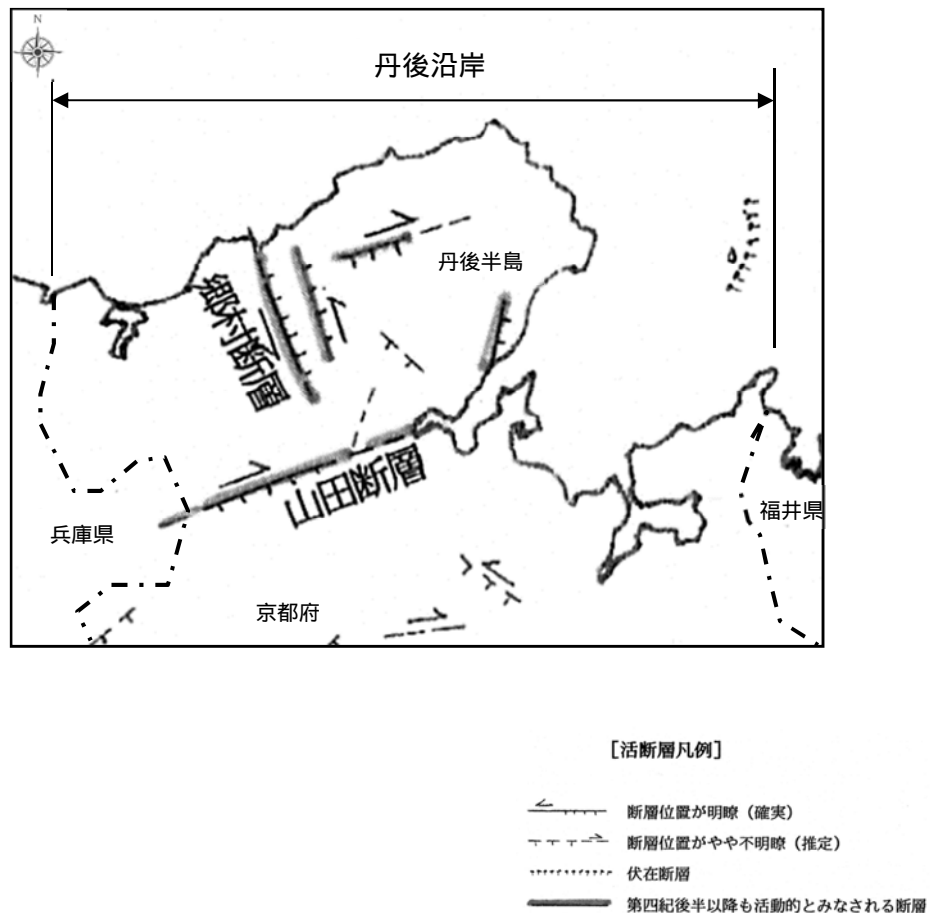 N
丹後沿岸
丹後半島
郷村断層
山田断層
兵庫県
福井県
京都府
［活断層凡例］
断層位置が明瞭（確実）
断層位置がやや不明瞭（推定）
伏在断層
第四紀後半以降も活動的とみなされる断層